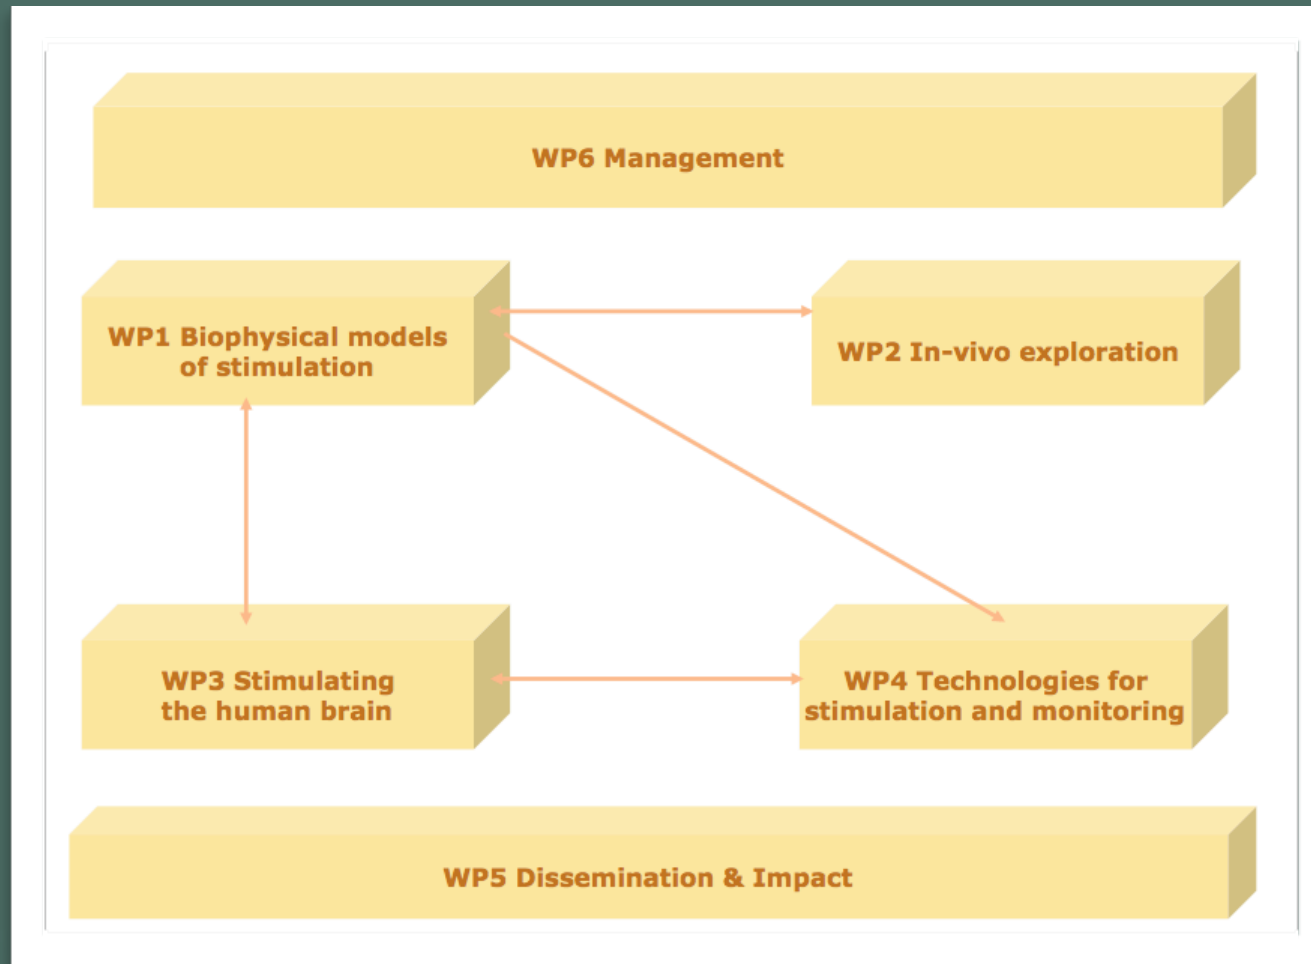 WP6 Management
WP1 Biophysical models
of stimulation
WP2 In-vivo exploration
WP3 Stimulating
the human brain
WP4 Technologies for
stimulation and monitoring
WP5 Dissemination & Impact